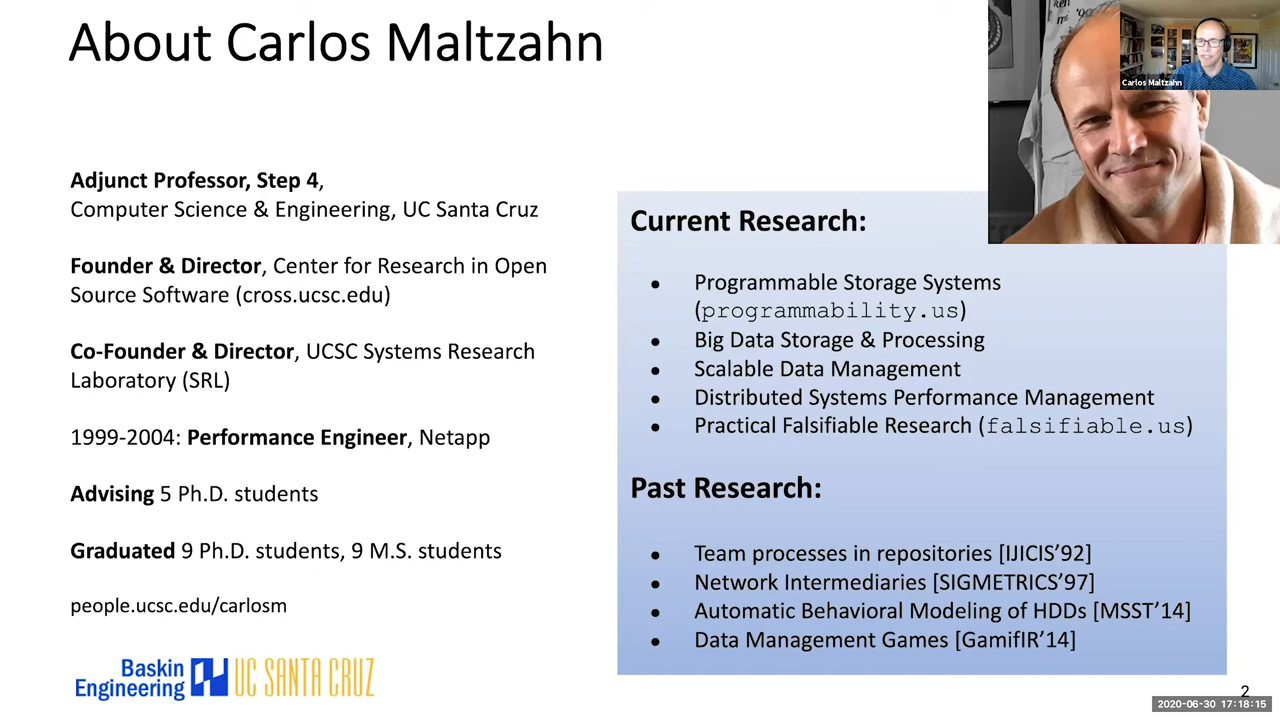 About Carlos Maltzahn
Carlos Maltzahn
Adjunct Professor, Step 4,
Computer Science & Engineering, UC Santa Cruz
Founder & Director, Center for Research in Open
Source Software (cross.ucsc.edu)
Co-Founder & Director, UCSC Systems Research
Laboratory (SRL)
1999-2004: Performance Engineer, Netapp
Advising 5 Ph.D. students
Graduated 9 Ph.D. students, 9 M.S. students
people.ucsc.edu/carlosm
Baskin
Engineering
UC SANTA CRUZ
Current Research:
● Programmable Storage Systems
(programmability.us)
● Big Data Storage & Processing
● Scalable Data Management
● Distributed Systems Performance Management
● Practical Falsifiable Research (falsifiable.us)
Past Research:
● Team processes in repositories [IJICIS’92]
● Network Intermediaries [SIGMETRICS’97]
● Automatic Behavioral Modeling of HDDs [MSST’14]
● Data Management Games [GamifIR’14]
2
2020-06-30 17:18:15